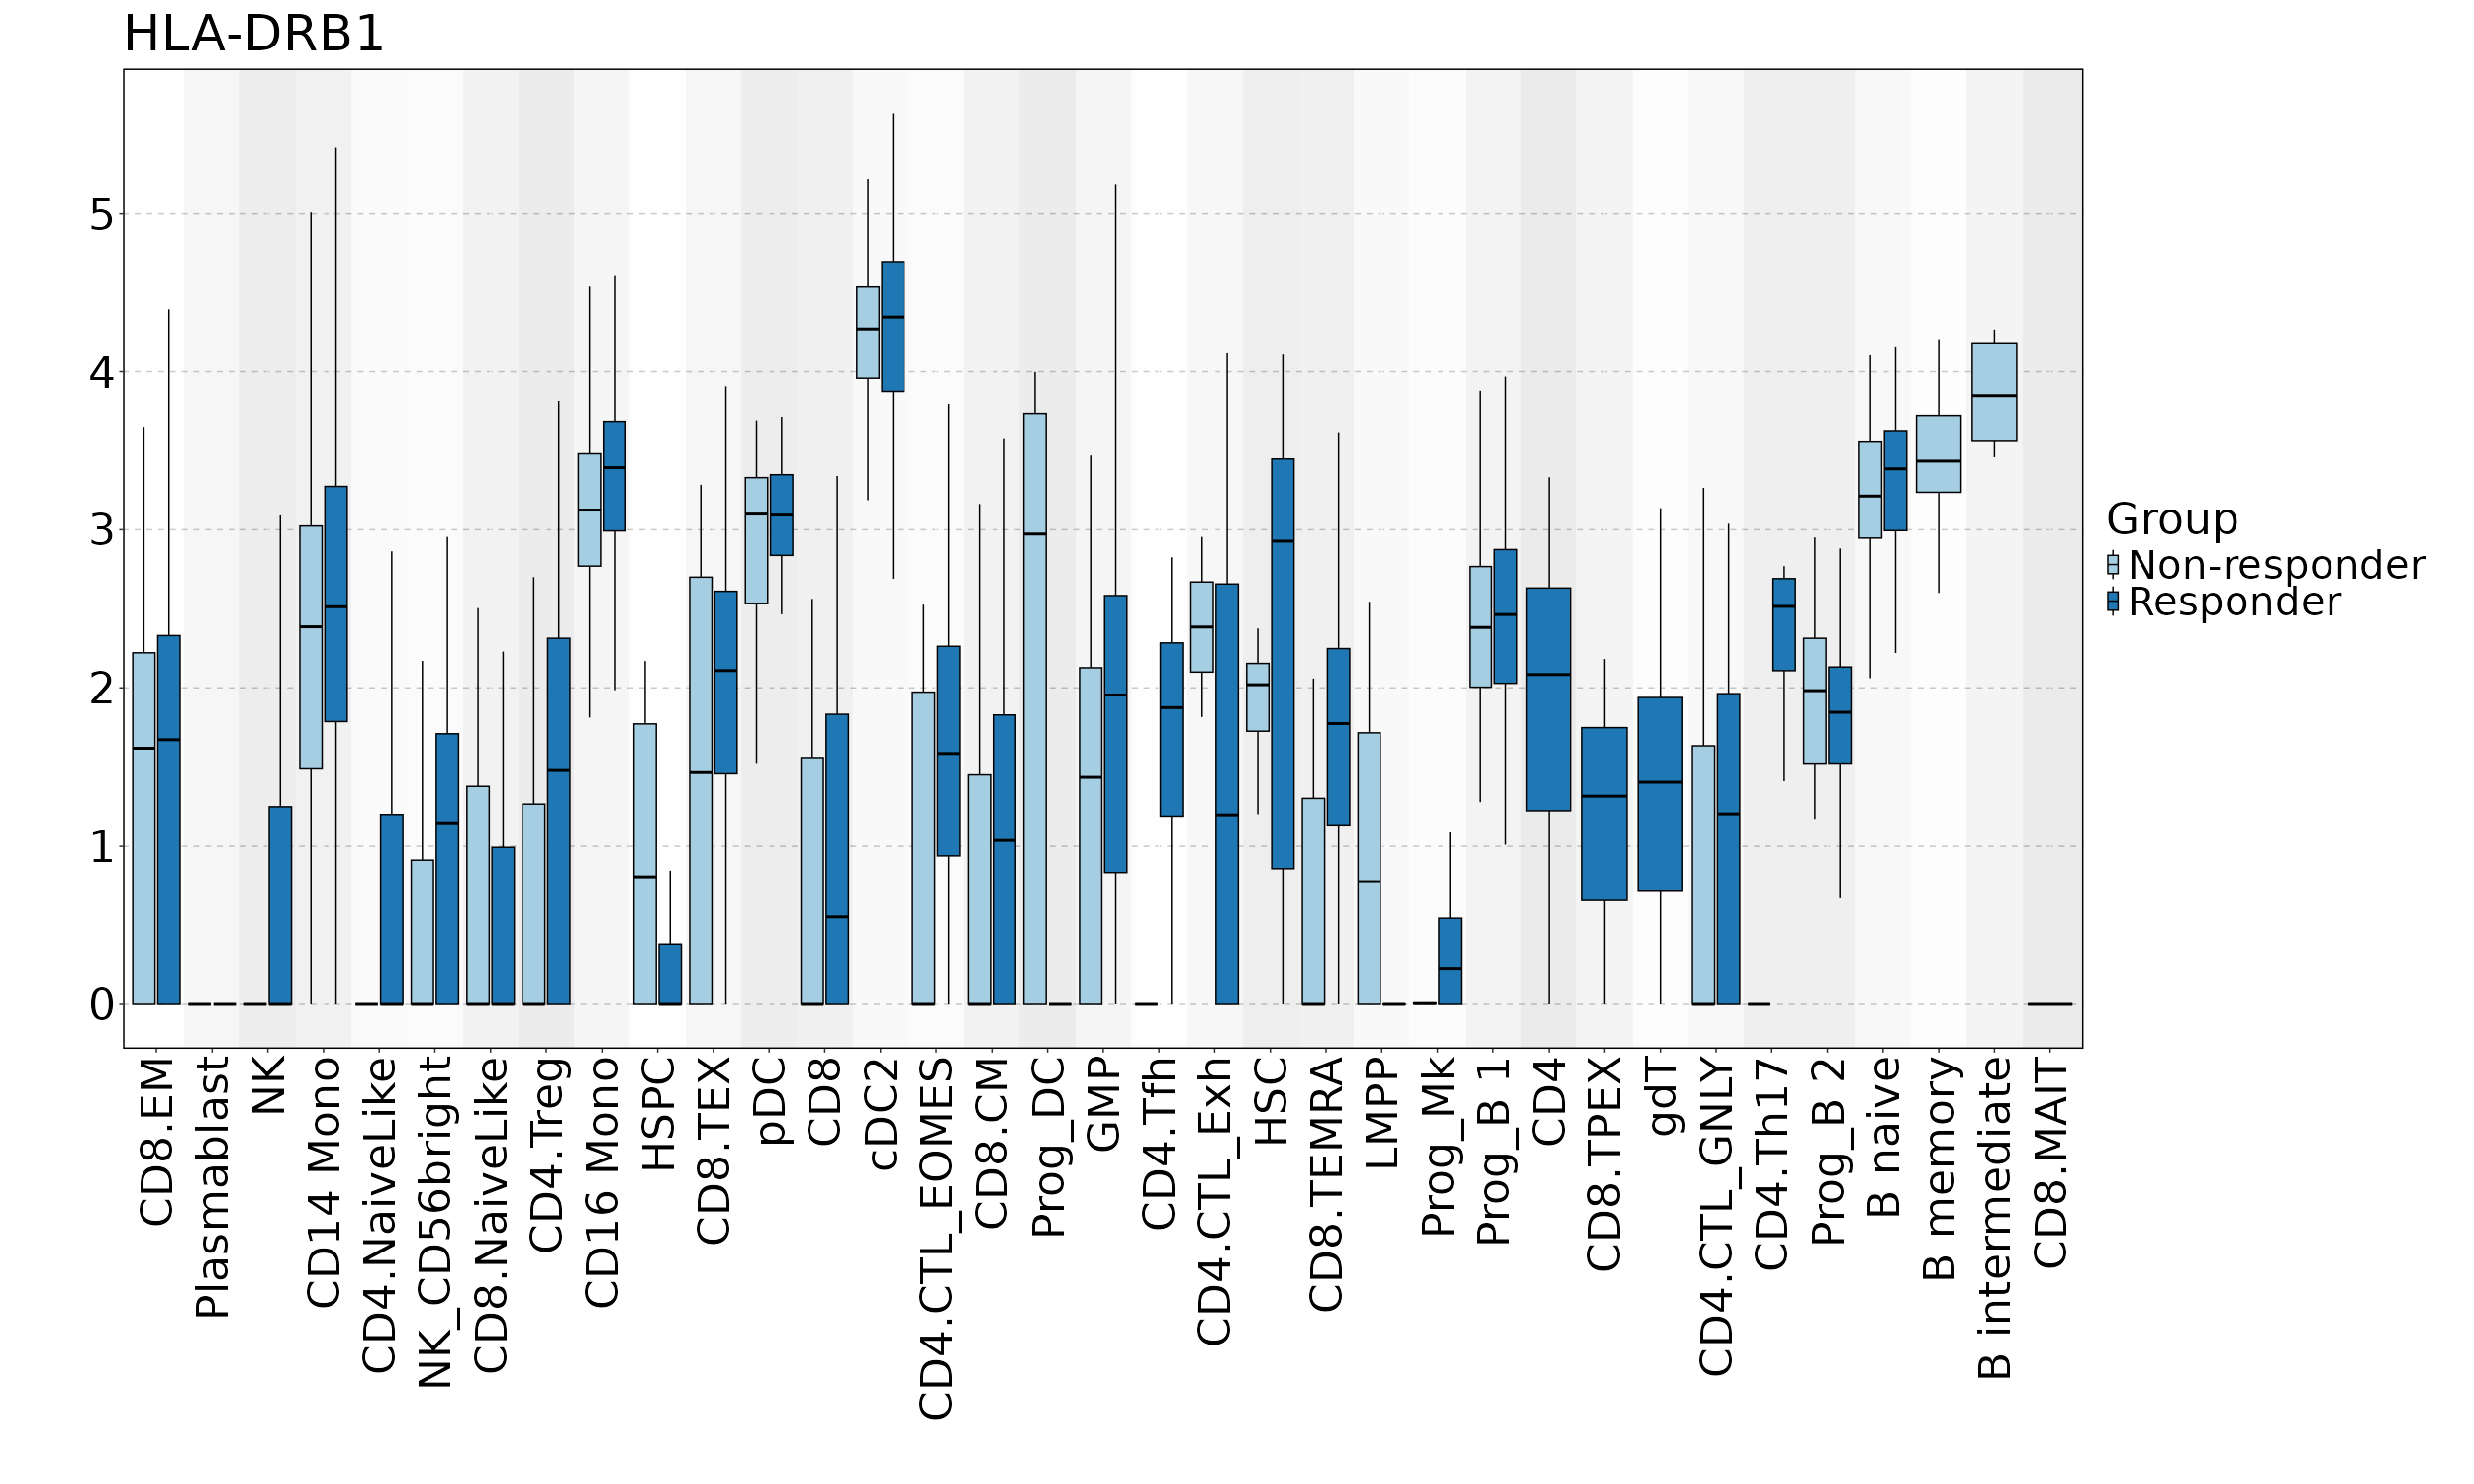 HLA-DRB1
5
4
3
2
1
0
CD8.EM
Plasmablast
NK
CD14 Mono
CD4.NaiveLike
NK_CD56bright
CD8.NaiveLike
CD4.Treg
CD16 Mono
HSPC
CD8.TEX
pDC
CD8
cDC2
CD4.CTL_EOMES
CD8.CM
Prog_DC
GMP
CD4.Tfh
CD4.CTL_Exh
HSC
CD8.TEMRA
LMPP
Prog_Mk
Prog_B 1
CD4
CD8.TPEX
gdT
CD4.CTL_GNLY
CD4.Th17
Prog_B 2
B naive
B memory
B intermediate
CD8.MAIT
Group
Non-responder
Responder